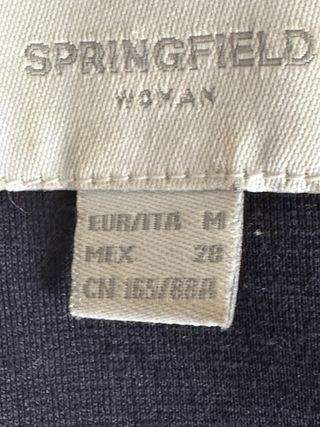 SPRINGFIELD
WOMAN
EUR/ITA M
MEX 28
CN 165/88A